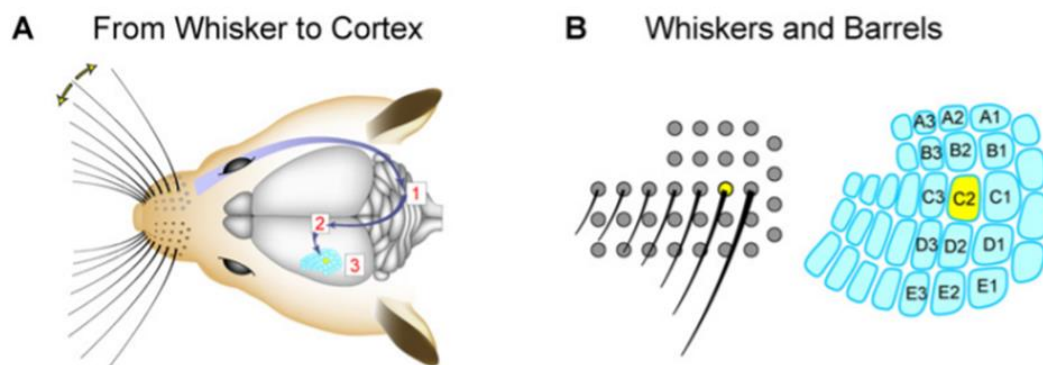 A From Whisker to Cortex
1
2
3
B Whiskers and Barrels
A3 A2 A1
B3 B2 B1
C3 C2 C1
D3 D2 D1
E3 E2 E1